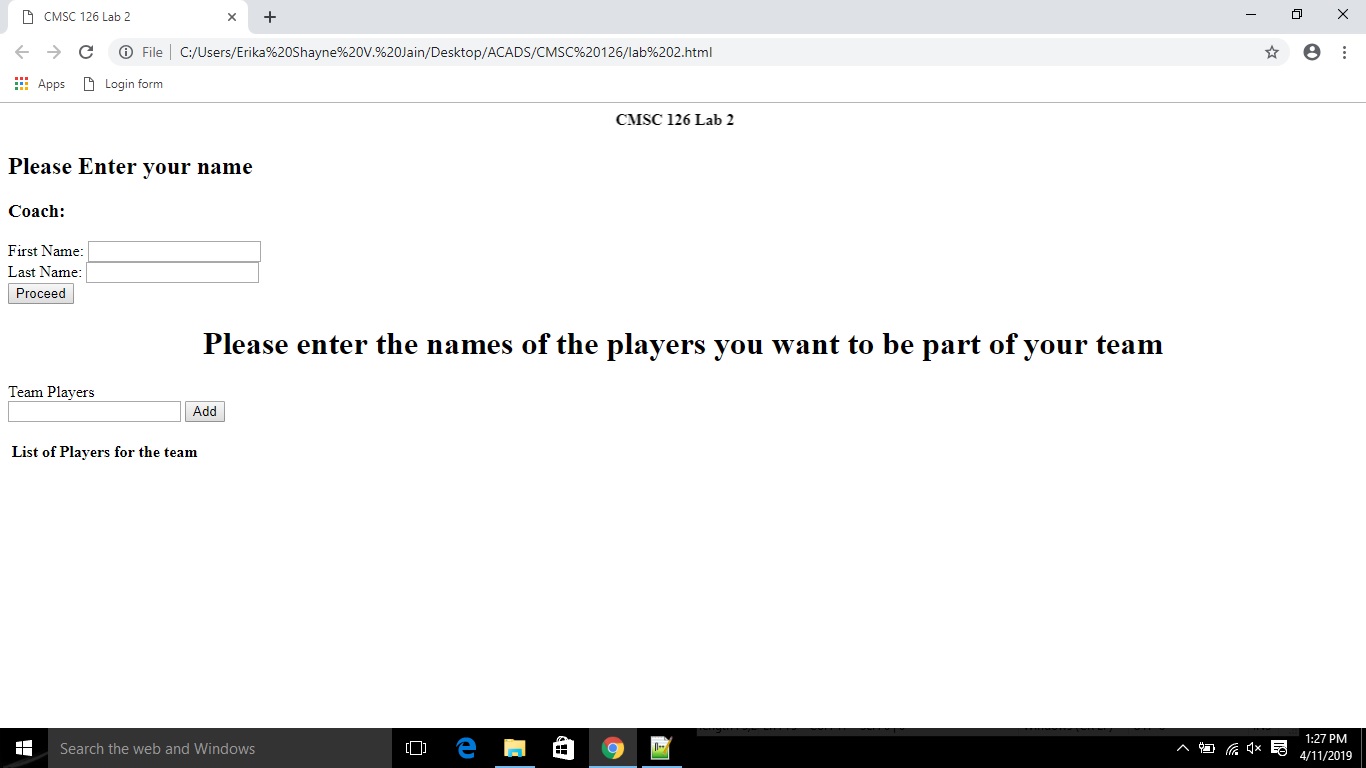 CMSC 126 Lab 2
File C:/Users/Erika%20Shayne%20V.%20Jain/Desktop/ACADS/CMSC%20126/lab%202.html
Apps Login form
CMSC 126 Lab 2
Please Enter your name
Coach:
First Name:
Last Name:
Proceed
Please enter the names of the players you want to be part of your team
Team Players
Add
List of Players for the team
Search the web and Windows
1:27 PM
4/11/2019